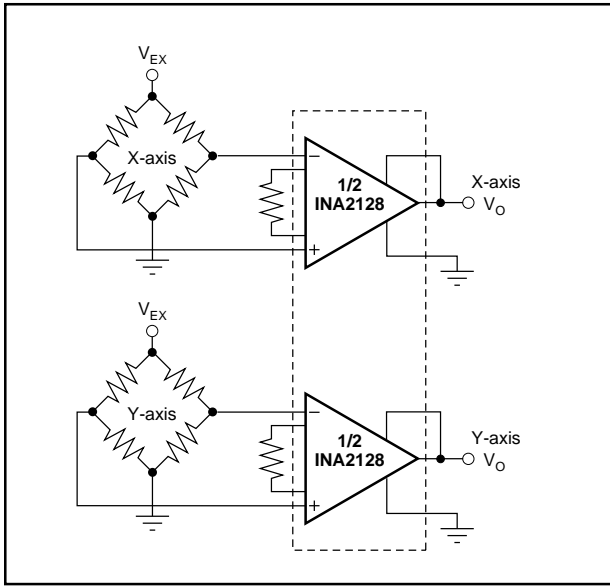 V_EX
X-axis
−
1/2
INA2128
+
X-axis
V_O
V_EX
Y-axis
−
1/2
INA2128
+
Y-axis
V_O